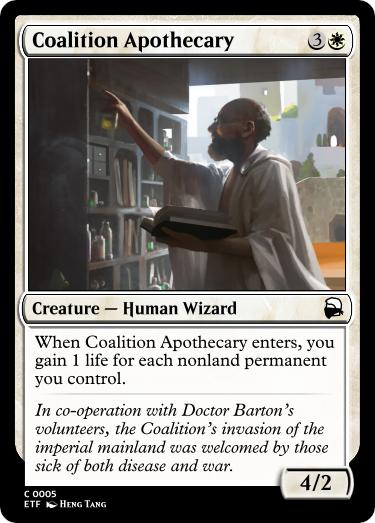 Coalition Apothecary 3
Creature — Human Wizard
When Coalition Apothecary enters, you
gain 1 life for each nonland permanent
you control.
In co-operation with Doctor Barton's
volunteers, the Coalition's invasion of the
imperial mainland was welcomed by those
sick of both disease and war.
4/2
C 0005
ETF Heng Tang